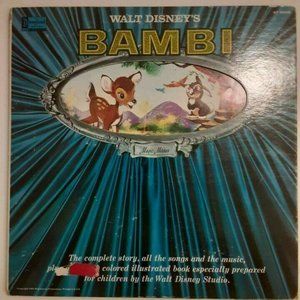 WALT DISNEY'S
BAMBI
Magic Mirror
The complete story, all the songs and the music,
colored illustrated book especially prepared
for children by the Walt Disney Studio.